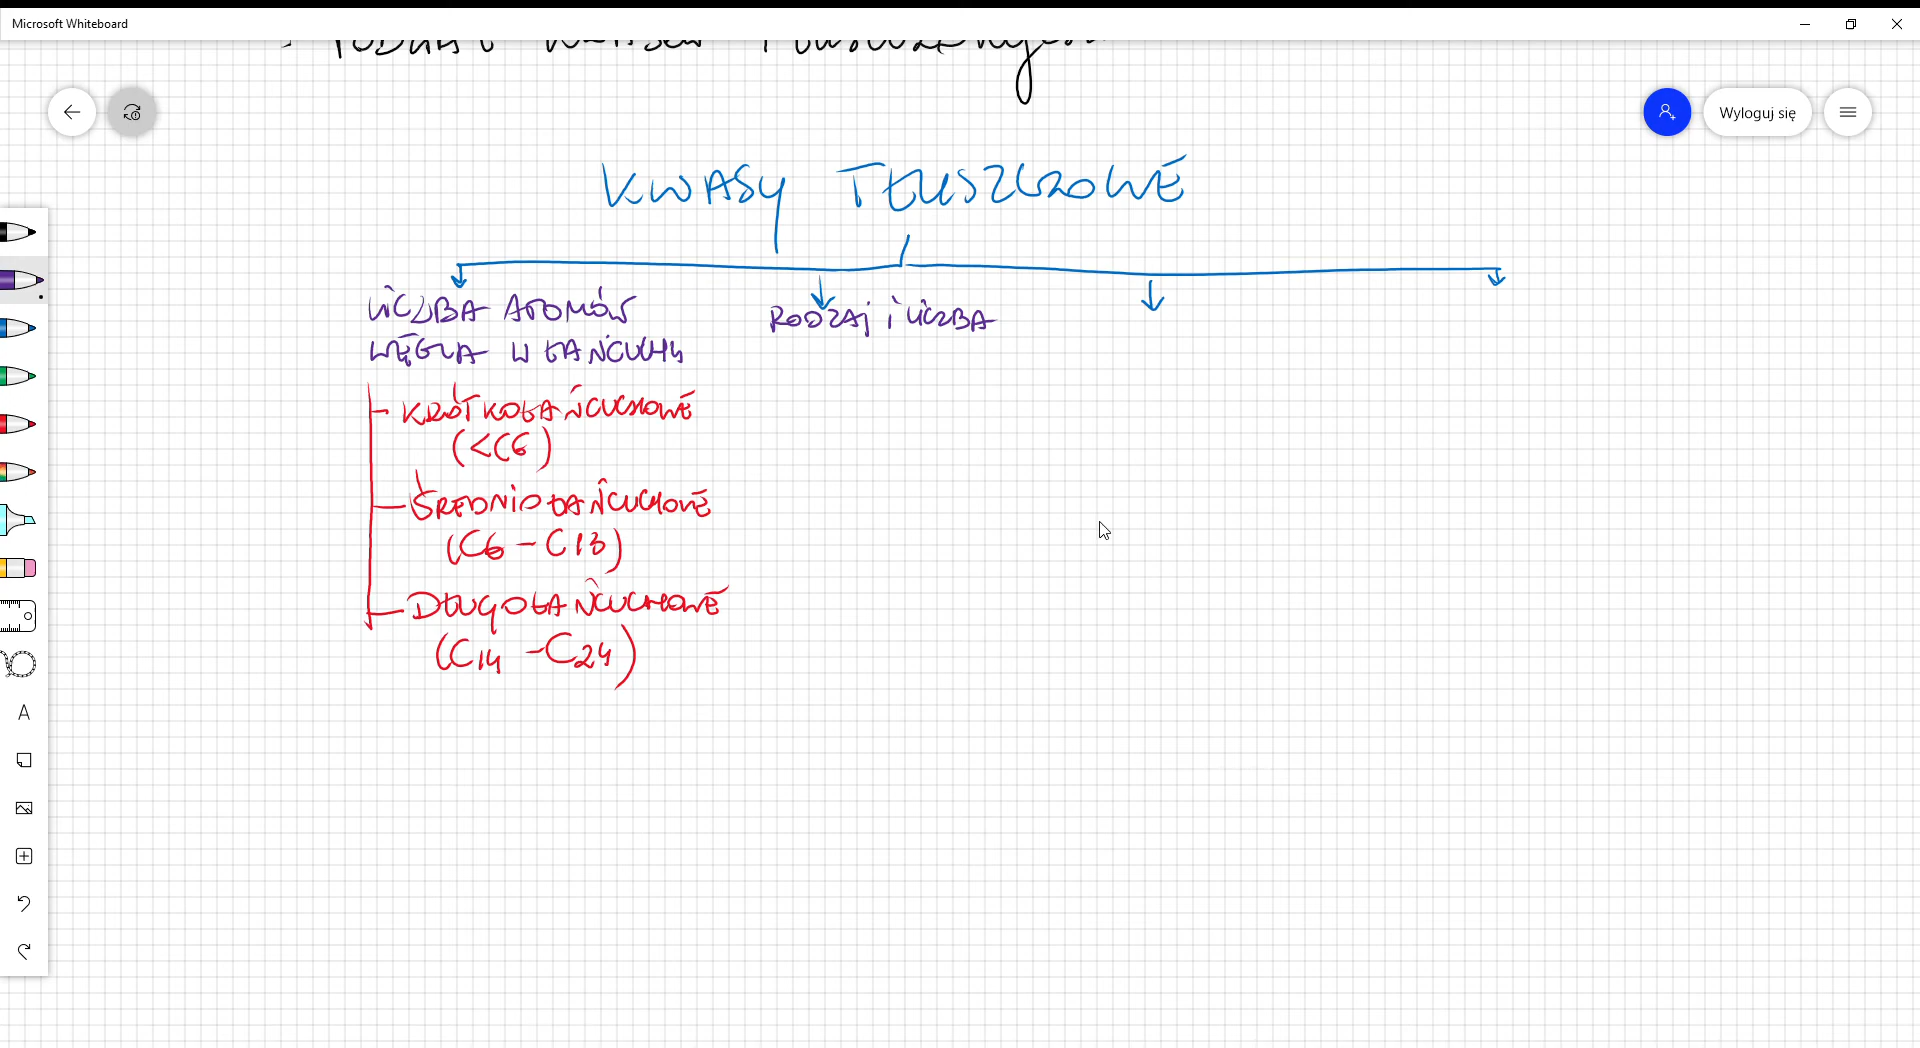 Microsoft Whiteboard
Wyloguj się
KWASY TŁUSZCZOWE
LICZBA ATOMÓW
WĘGLA W ŁAŃCUCHU
RODZAJ I LICZBA
KRÓTKOŁAŃCUCHOWE
(<C6)
ŚREDNIOŁAŃCUCHOWE
(C6 - C13)
DŁUGOŁAŃCUCHOWE
(C14 - C24)